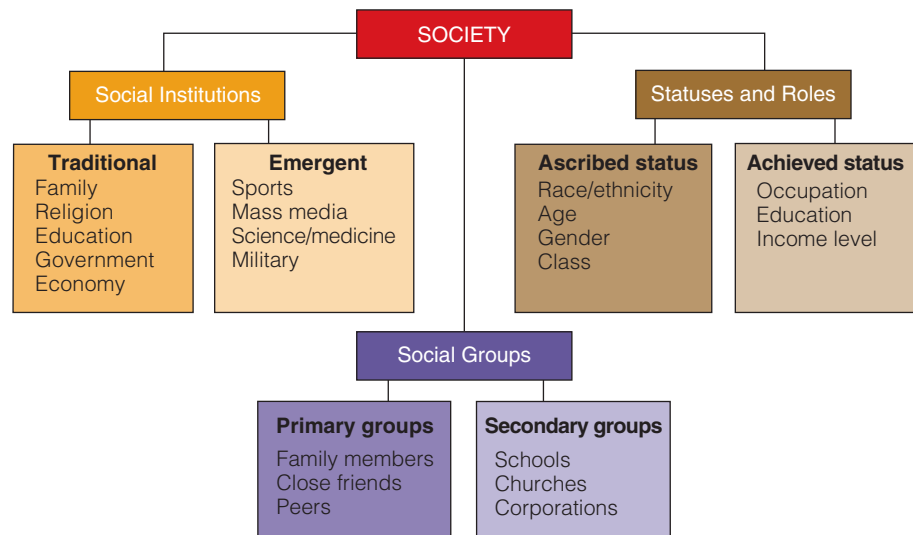 SOCIETY
Social Institutions
Statuses and Roles
Traditional
Family
Religion
Education
Government
Economy
Emergent
Sports
Mass media
Science/medicine
Military
Ascribed status
Race/ethnicity
Age
Gender
Class
Achieved status
Occupation
Education
Income level
Social Groups
Primary groups
Family members
Close friends
Peers
Secondary groups
Schools
Churches
Corporations